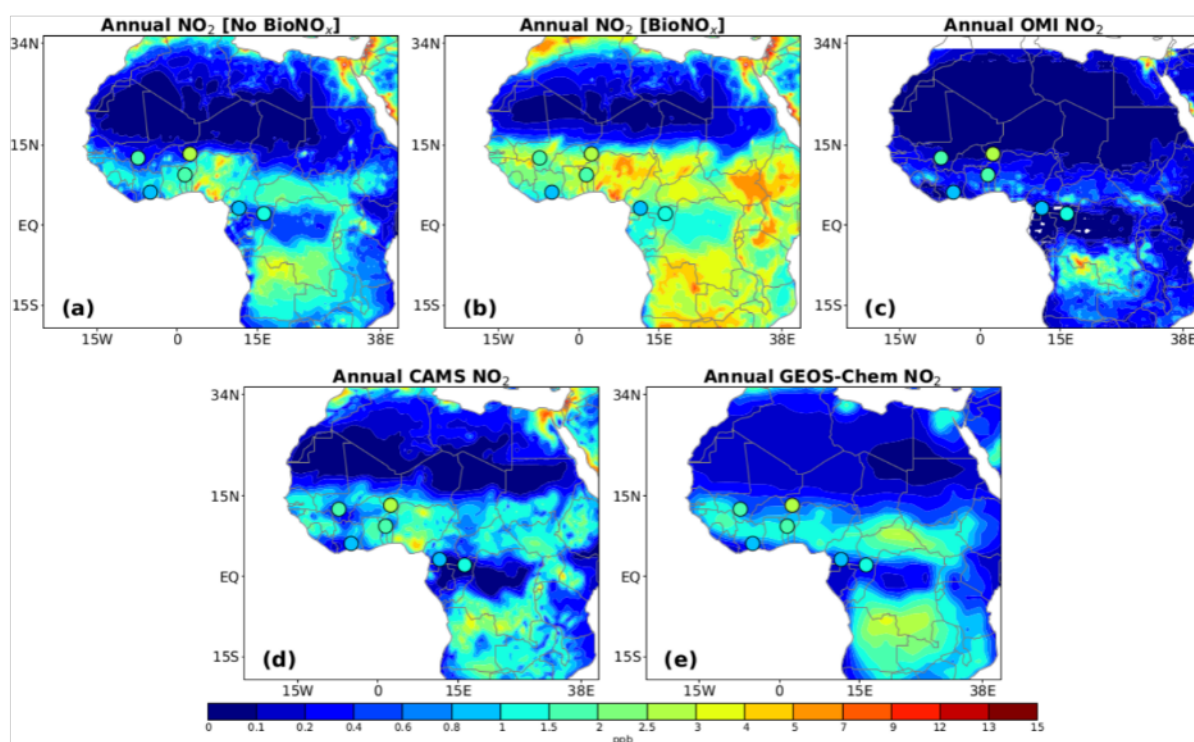 Annual NO₂ [No BioNOₓ]
Annual NO₂ [BioNOₓ]
Annual OMI NO₂
34N
15N
EQ
15S
(a)
15W 0 15E 38E
34N
15N
EQ
15S
(b)
15W 0 15E 38E
34N
15N
EQ
15S
(c)
15W 0 15E 38E
Annual CAMS NO₂
Annual GEOS-Chem NO₂
34N
15N
EQ
15S
(d)
15W 0 15E 38E
34N
15N
EQ
15S
(e)
15W 0 15E 38E
0 0.1 0.2 0.4 0.6 0.8 1 1.5 2 2.5 3 4 5 7 9 12 13 15
ppb